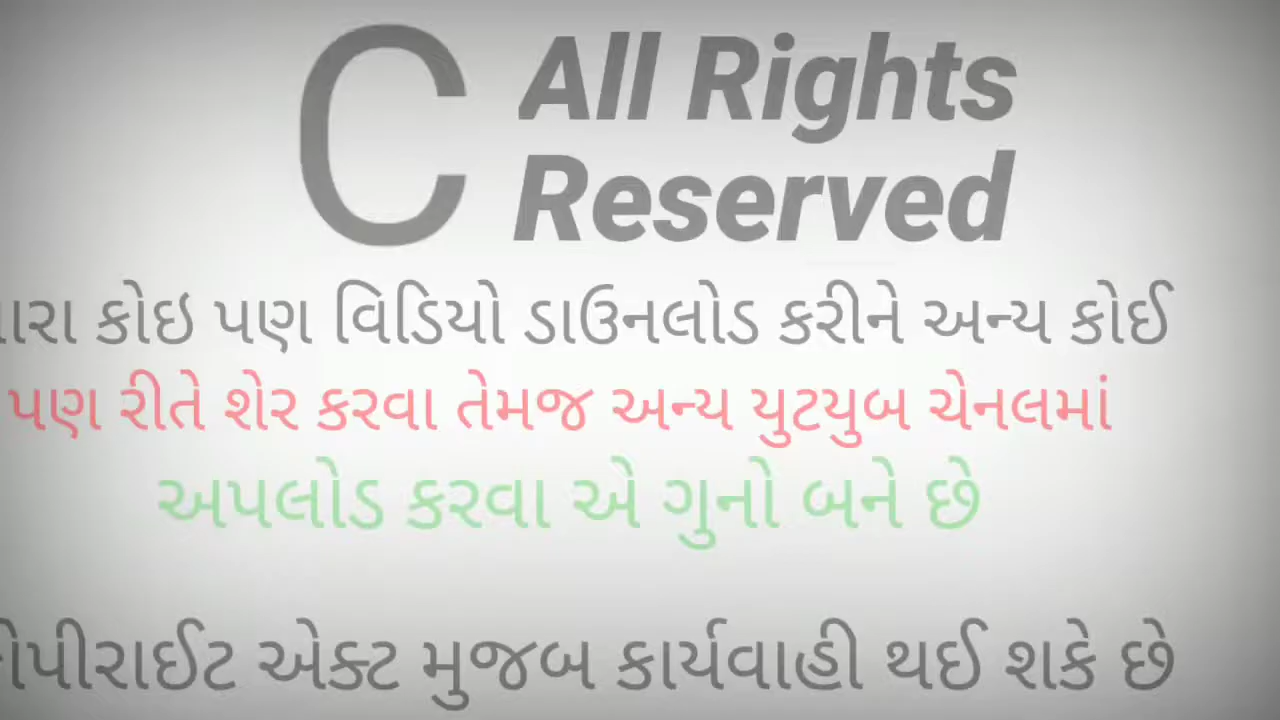 C All Rights
Reserved
કોઇ પણ વિડિયો ડાઉનલોડ કરીને અન્ય કોઈ
પણ રીતે શેર કરવા તેમજ અન્ય યુટયુબ ચેનલમાં
અપલોડ કરવા એ ગુનો બને છે
એક્ટ મુજબ કાર્યવાહી થઈ શકે છે